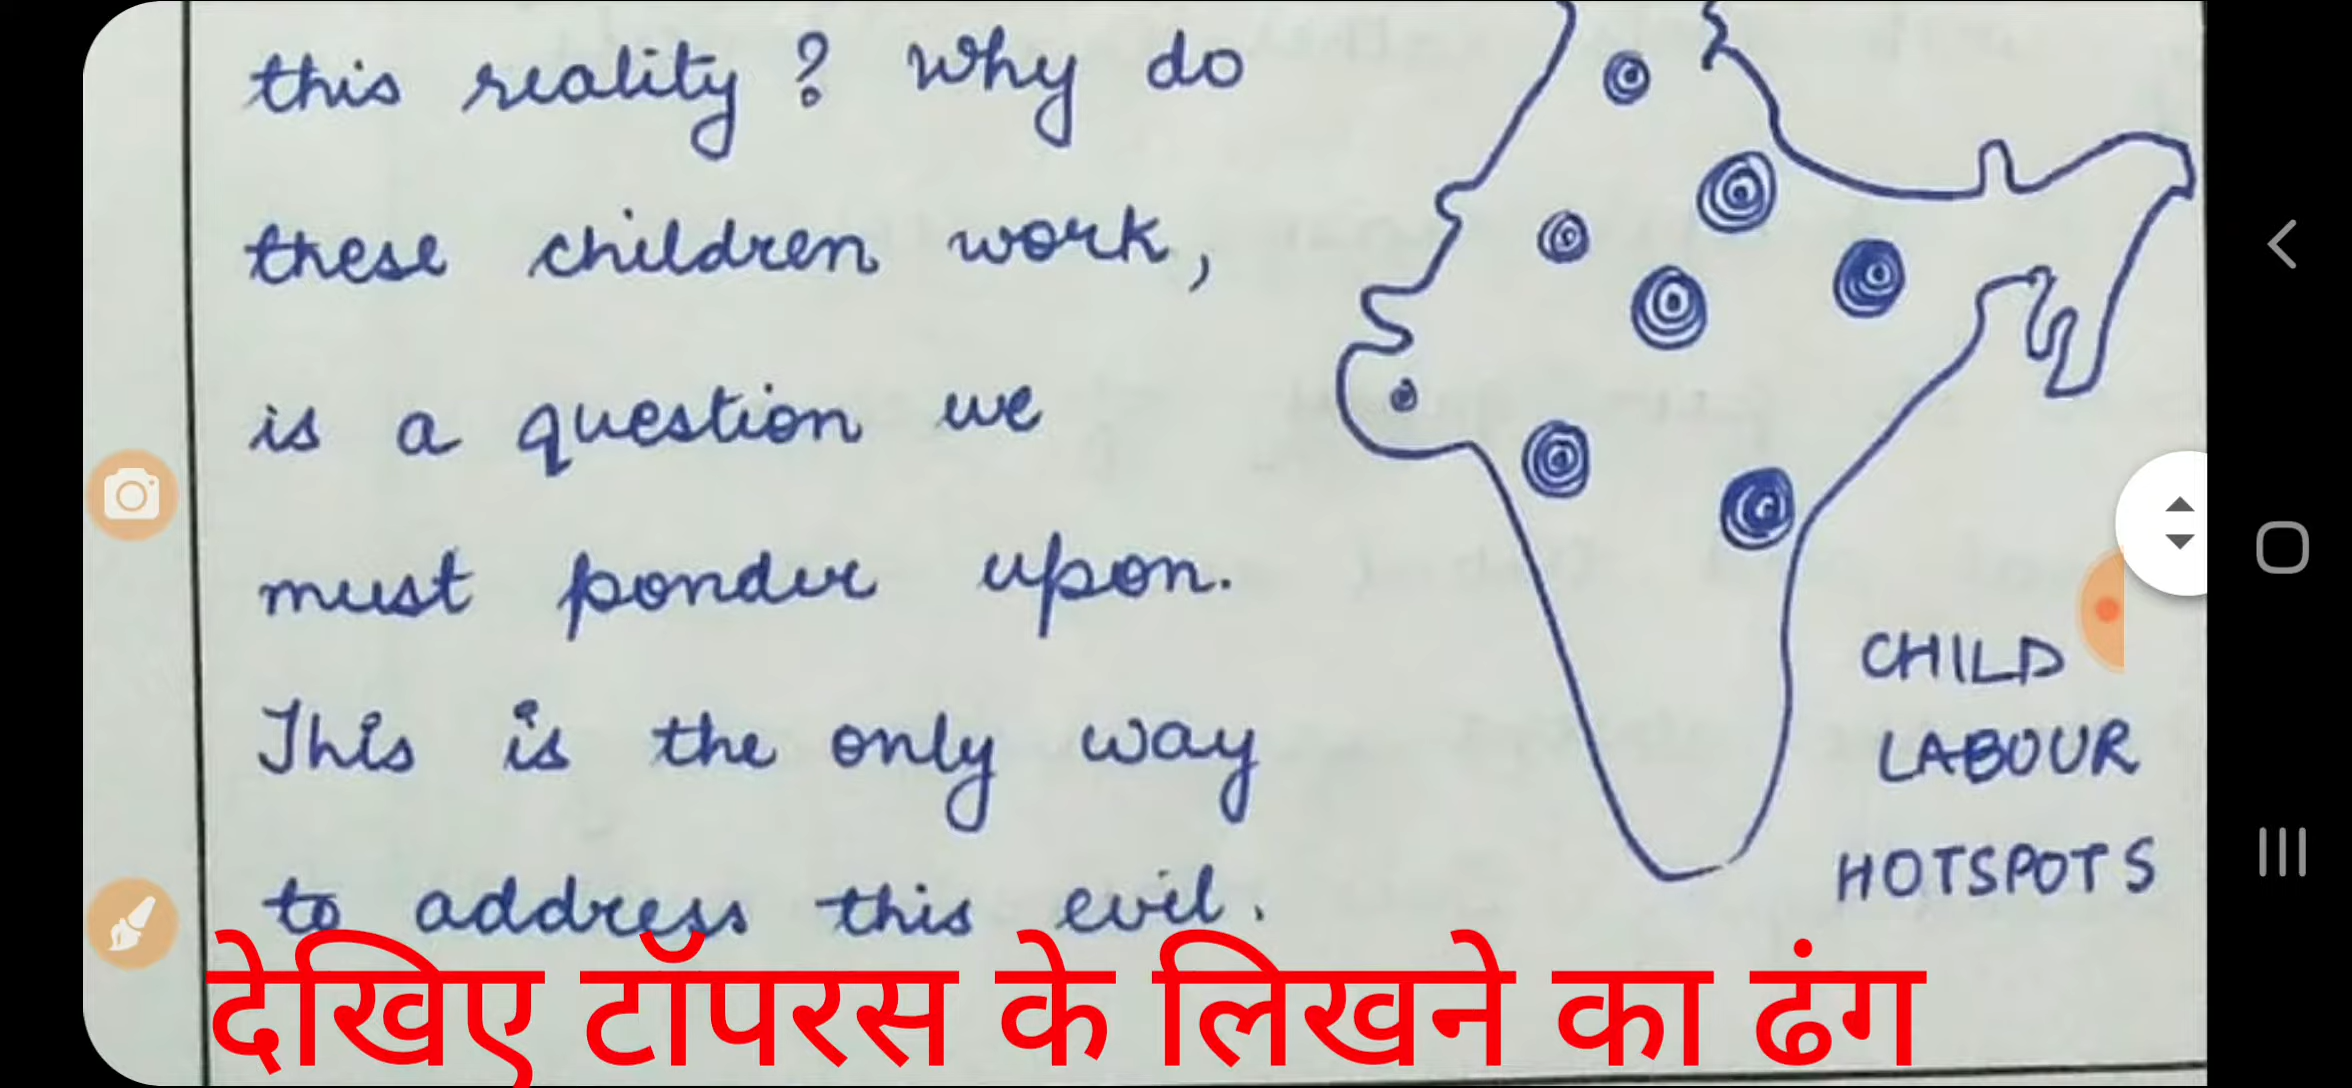 this reality ? Why do
these children work,
is a question we
must ponder upon.
This is the only way
to address this evil.
CHILD
LABOUR
HOTSPOTS
देखिए टॉपरस के लिखने का ढंग